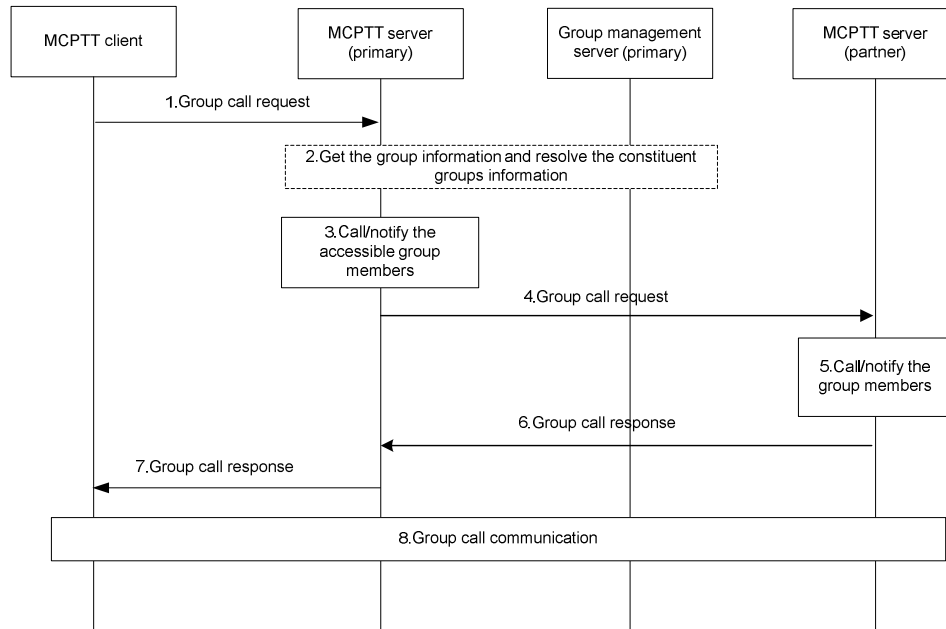 MCPTT client
MCPTT server
(primary)
Group management
server (primary)
MCPTT server
(partner)
1.Group call request
2.Get the group information and resolve the constituent
groups information
3.Call/notify the
accessible group
members
4.Group call request
5.Call/notify the
group members
6.Group call response
7.Group call response
8.Group call communication